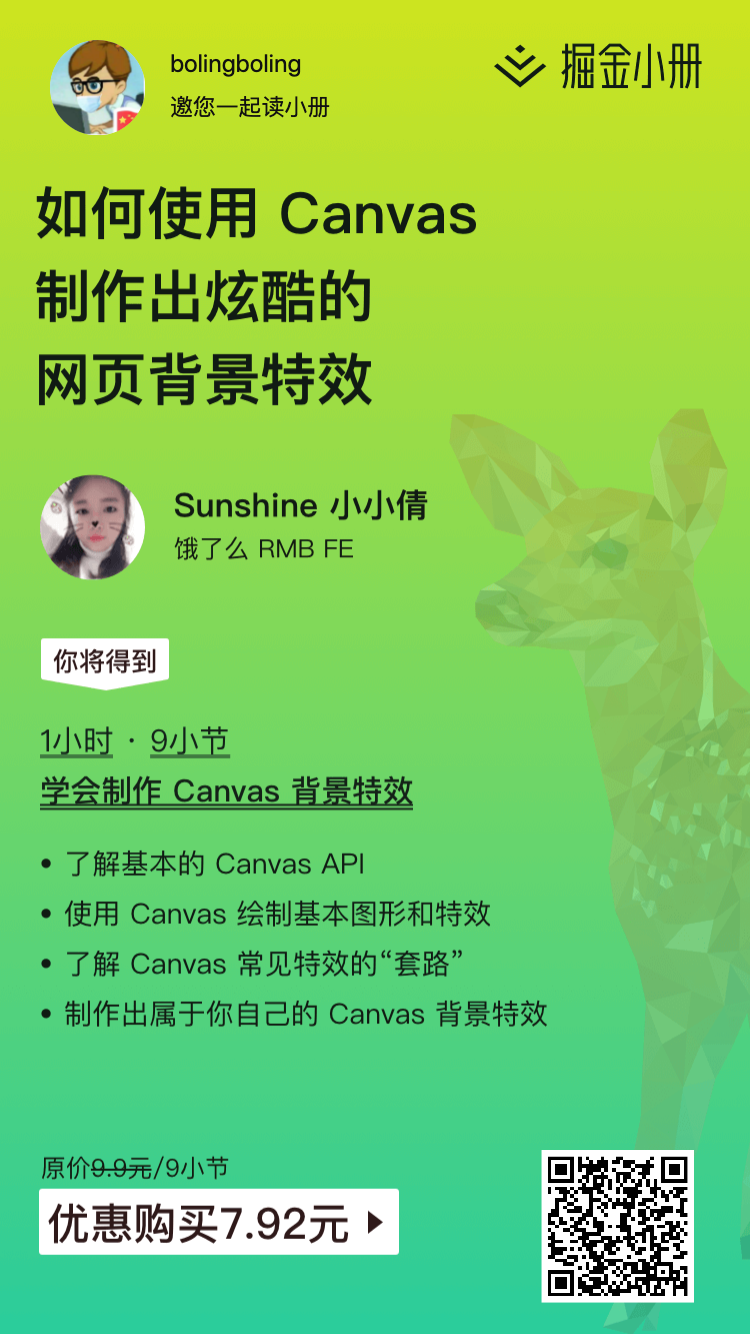 bolingboling
邀您一起读小册
掘金小册
如何使用 Canvas
制作出炫酷的
网页背景特效
Sunshine 小小倩
饿了么 RMB FE
你将得到
1小时 · 9小节
学会制作 Canvas 背景特效
• 了解基本的 Canvas API
• 使用 Canvas 绘制基本图形和特效
• 了解 Canvas 常见特效的“套路”
• 制作出属于你自己的 Canvas 背景特效
原价9.9元/9小节
优惠购买7.92元